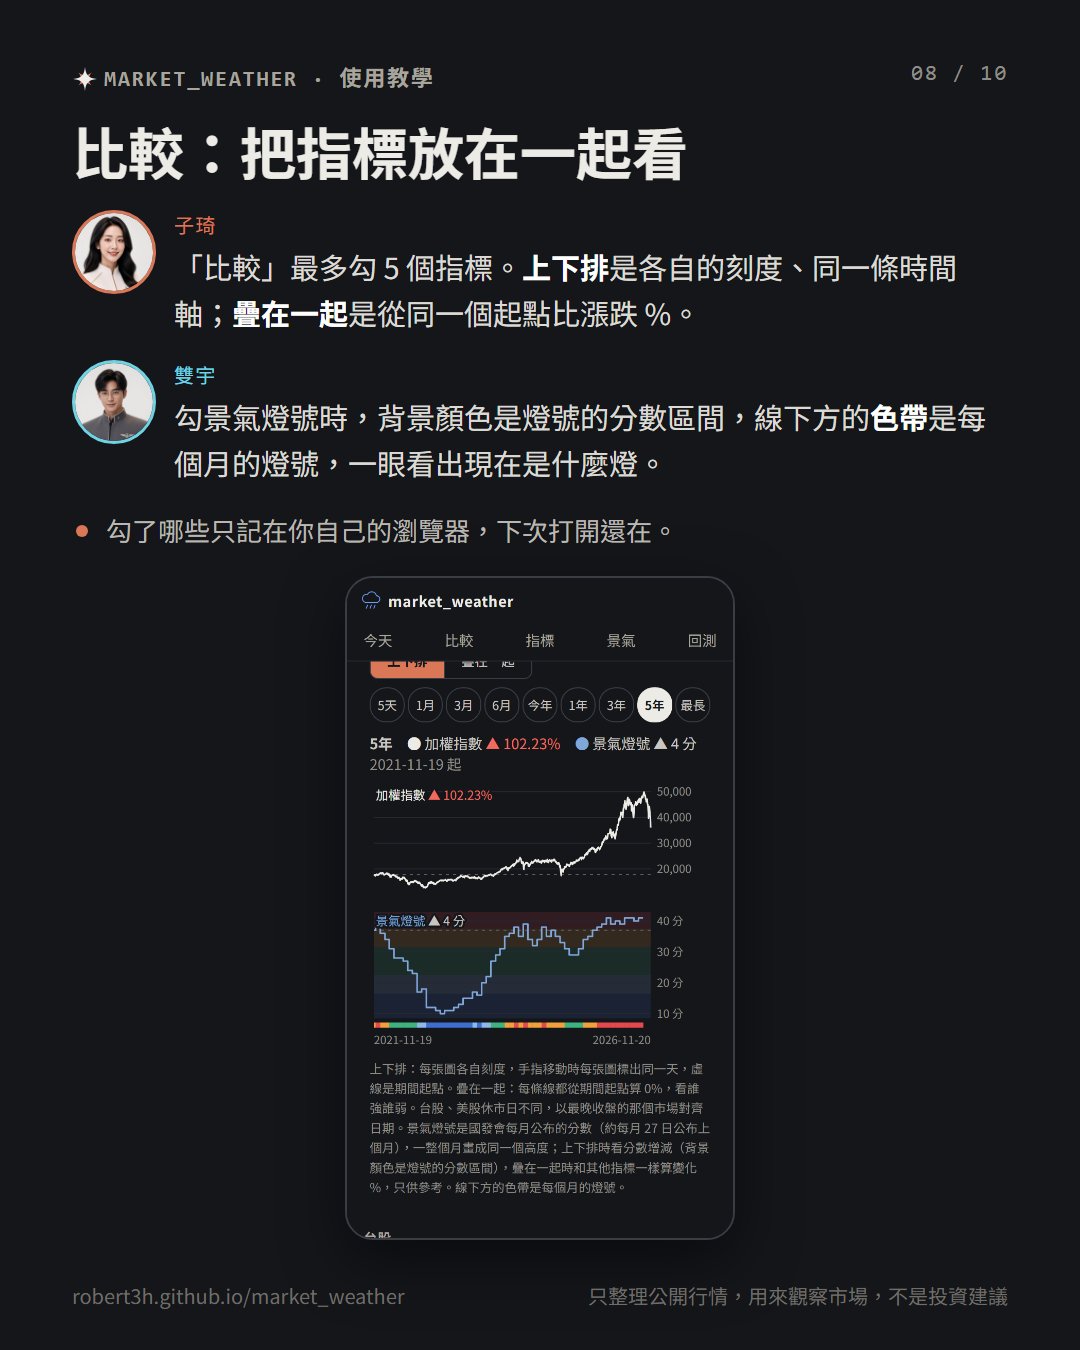 MARKET_WEATHER · 使用教學
08 / 10
比較：把指標放在一起看
子琦
「比較」最多勾 5 個指標。上下排是各自的刻度、同一條時間
軸；疊在一起是從同一個起點比漲跌 %。
雙宇
勾景氣燈號時，背景顏色是燈號的分數區間，線下方的色帶是每
個月的燈號，一眼看出現在是什麼燈。
勾了哪些只記在你自己的瀏覽器，下次打開還在。
market_weather
今天 比較 指標 景氣 回測
上下排 疊在一起
5天 1月 3月 6月 今年 1年 3年 5年 最長
5年 加權指數 ▲ 102.23% 景氣燈號 ▲ 4 分
2021-11-19 起
加權指數 ▲ 102.23%
50,000
40,000
30,000
20,000
景氣燈號 ▲ 4 分
40 分
30 分
20 分
10 分
2021-11-19 2026-11-20
上下排：每張圖各自刻度，手指移動時每張圖標出同一天，虛
線是期間起點。疊在一起：每條線都從期間起點算 0%，看誰
強誰弱。台股、美股休市日不同，以最晚收盤的那個市場對齊
日期。景氣燈號是國發會每月公布的分數（約每月 27 日公布上
個月），一整個月畫成同一個高度；上下排時看分數增減（背景
顏色是燈號的分數區間），疊在一起時和其他指標一樣算變化
%，只供參考。線下方的色帶是每個月的燈號。
台股
robert3h.github.io/market_weather
只整理公開行情，用來觀察市場，不是投資建議